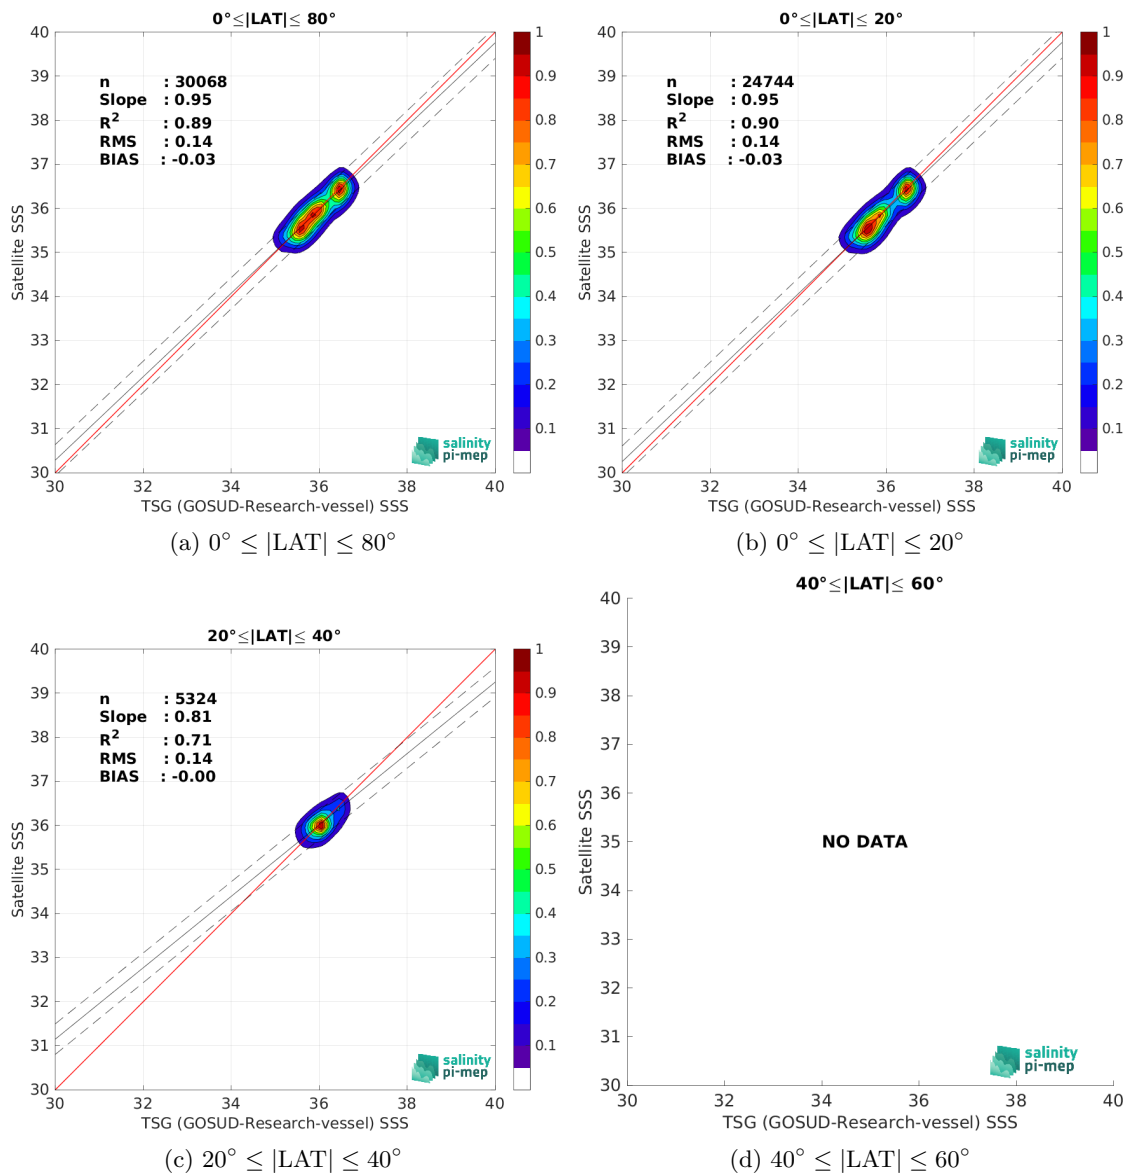 0°≤|LAT|≤ 80°
40
39
38
37
36
35
34
33
32
31
30
n : 30068
Slope : 0.95
R² : 0.89
RMS : 0.14
BIAS : -0.03
Satellite SSS
30 32 34 36 38 40
TSG (GOSUD-Research-vessel) SSS
salinity
pi-mep
1
0.9
0.8
0.7
0.6
0.5
0.4
0.3
0.2
0.1
(a) 0° ≤ |LAT| ≤ 80°
0°≤|LAT|≤ 20°
40
39
38
37
36
35
34
33
32
31
30
n : 24744
Slope : 0.95
R² : 0.90
RMS : 0.14
BIAS : -0.03
Satellite SSS
30 32 34 36 38 40
TSG (GOSUD-Research-vessel) SSS
salinity
pi-mep
1
0.9
0.8
0.7
0.6
0.5
0.4
0.3
0.2
0.1
(b) 0° ≤ |LAT| ≤ 20°
20°≤|LAT|≤ 40°
40
39
38
37
36
35
34
33
32
31
30
n : 5324
Slope : 0.81
R² : 0.71
RMS : 0.14
BIAS : -0.00
Satellite SSS
30 32 34 36 38 40
TSG (GOSUD-Research-vessel) SSS
salinity
pi-mep
1
0.9
0.8
0.7
0.6
0.5
0.4
0.3
0.2
0.1
(c) 20° ≤ |LAT| ≤ 40°
40°≤|LAT|≤ 60°
40
39
38
37
36
35
34
33
32
31
30
NO DATA
Satellite SSS
30 32 34 36 38 40
TSG (GOSUD-Research-vessel) SSS
salinity
pi-mep
(d) 40° ≤ |LAT| ≤ 60°